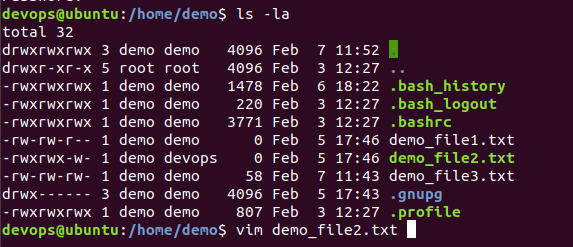 devops@ubuntu:/home/demo$ ls -la
total 32
drwxrwxrwx 3 demo demo   4096 Feb  7 11:52 .
drwxr-xr-x 5 root root   4096 Feb  3 12:27 ..
-rwxrwxrwx 1 demo demo   1478 Feb  6 18:22 .bash_history
-rwxrwxrwx 1 demo demo    220 Feb  3 12:27 .bash_logout
-rwxrwxrwx 1 demo demo   3771 Feb  3 12:27 .bashrc
-rw-rw-r-- 1 demo demo      0 Feb  5 17:46 demo_file1.txt
-rwxrwx-w- 1 demo devops    0 Feb  5 17:46 demo_file2.txt
-rw-rw-rw- 1 demo demo     58 Feb  7 11:43 demo_file3.txt
drwx------ 3 demo demo   4096 Feb  5 17:43 .gnupg
-rwxrwxrwx 1 demo demo    807 Feb  3 12:27 .profile
devops@ubuntu:/home/demo$ vim demo_file2.txt